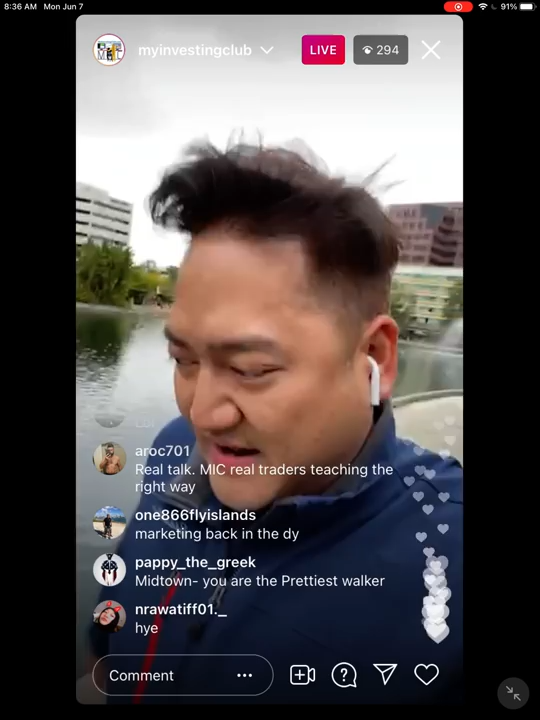 8:36 AM Mon Jun 7
91%
myinvestingclub
LIVE
294
Lol
aroc701
Real talk. MIC real traders teaching the
right way
one866flyislands
marketing back in the dy
pappy_the_greek
Midtown- you are the Prettiest walker
nrawatiff01._
hye
Comment